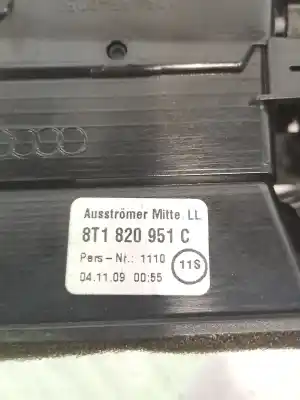 Ausströmer Mitte LL
8T1 820 951 C
Pers-Nr.: 1110
11S
04.11.09 00:55